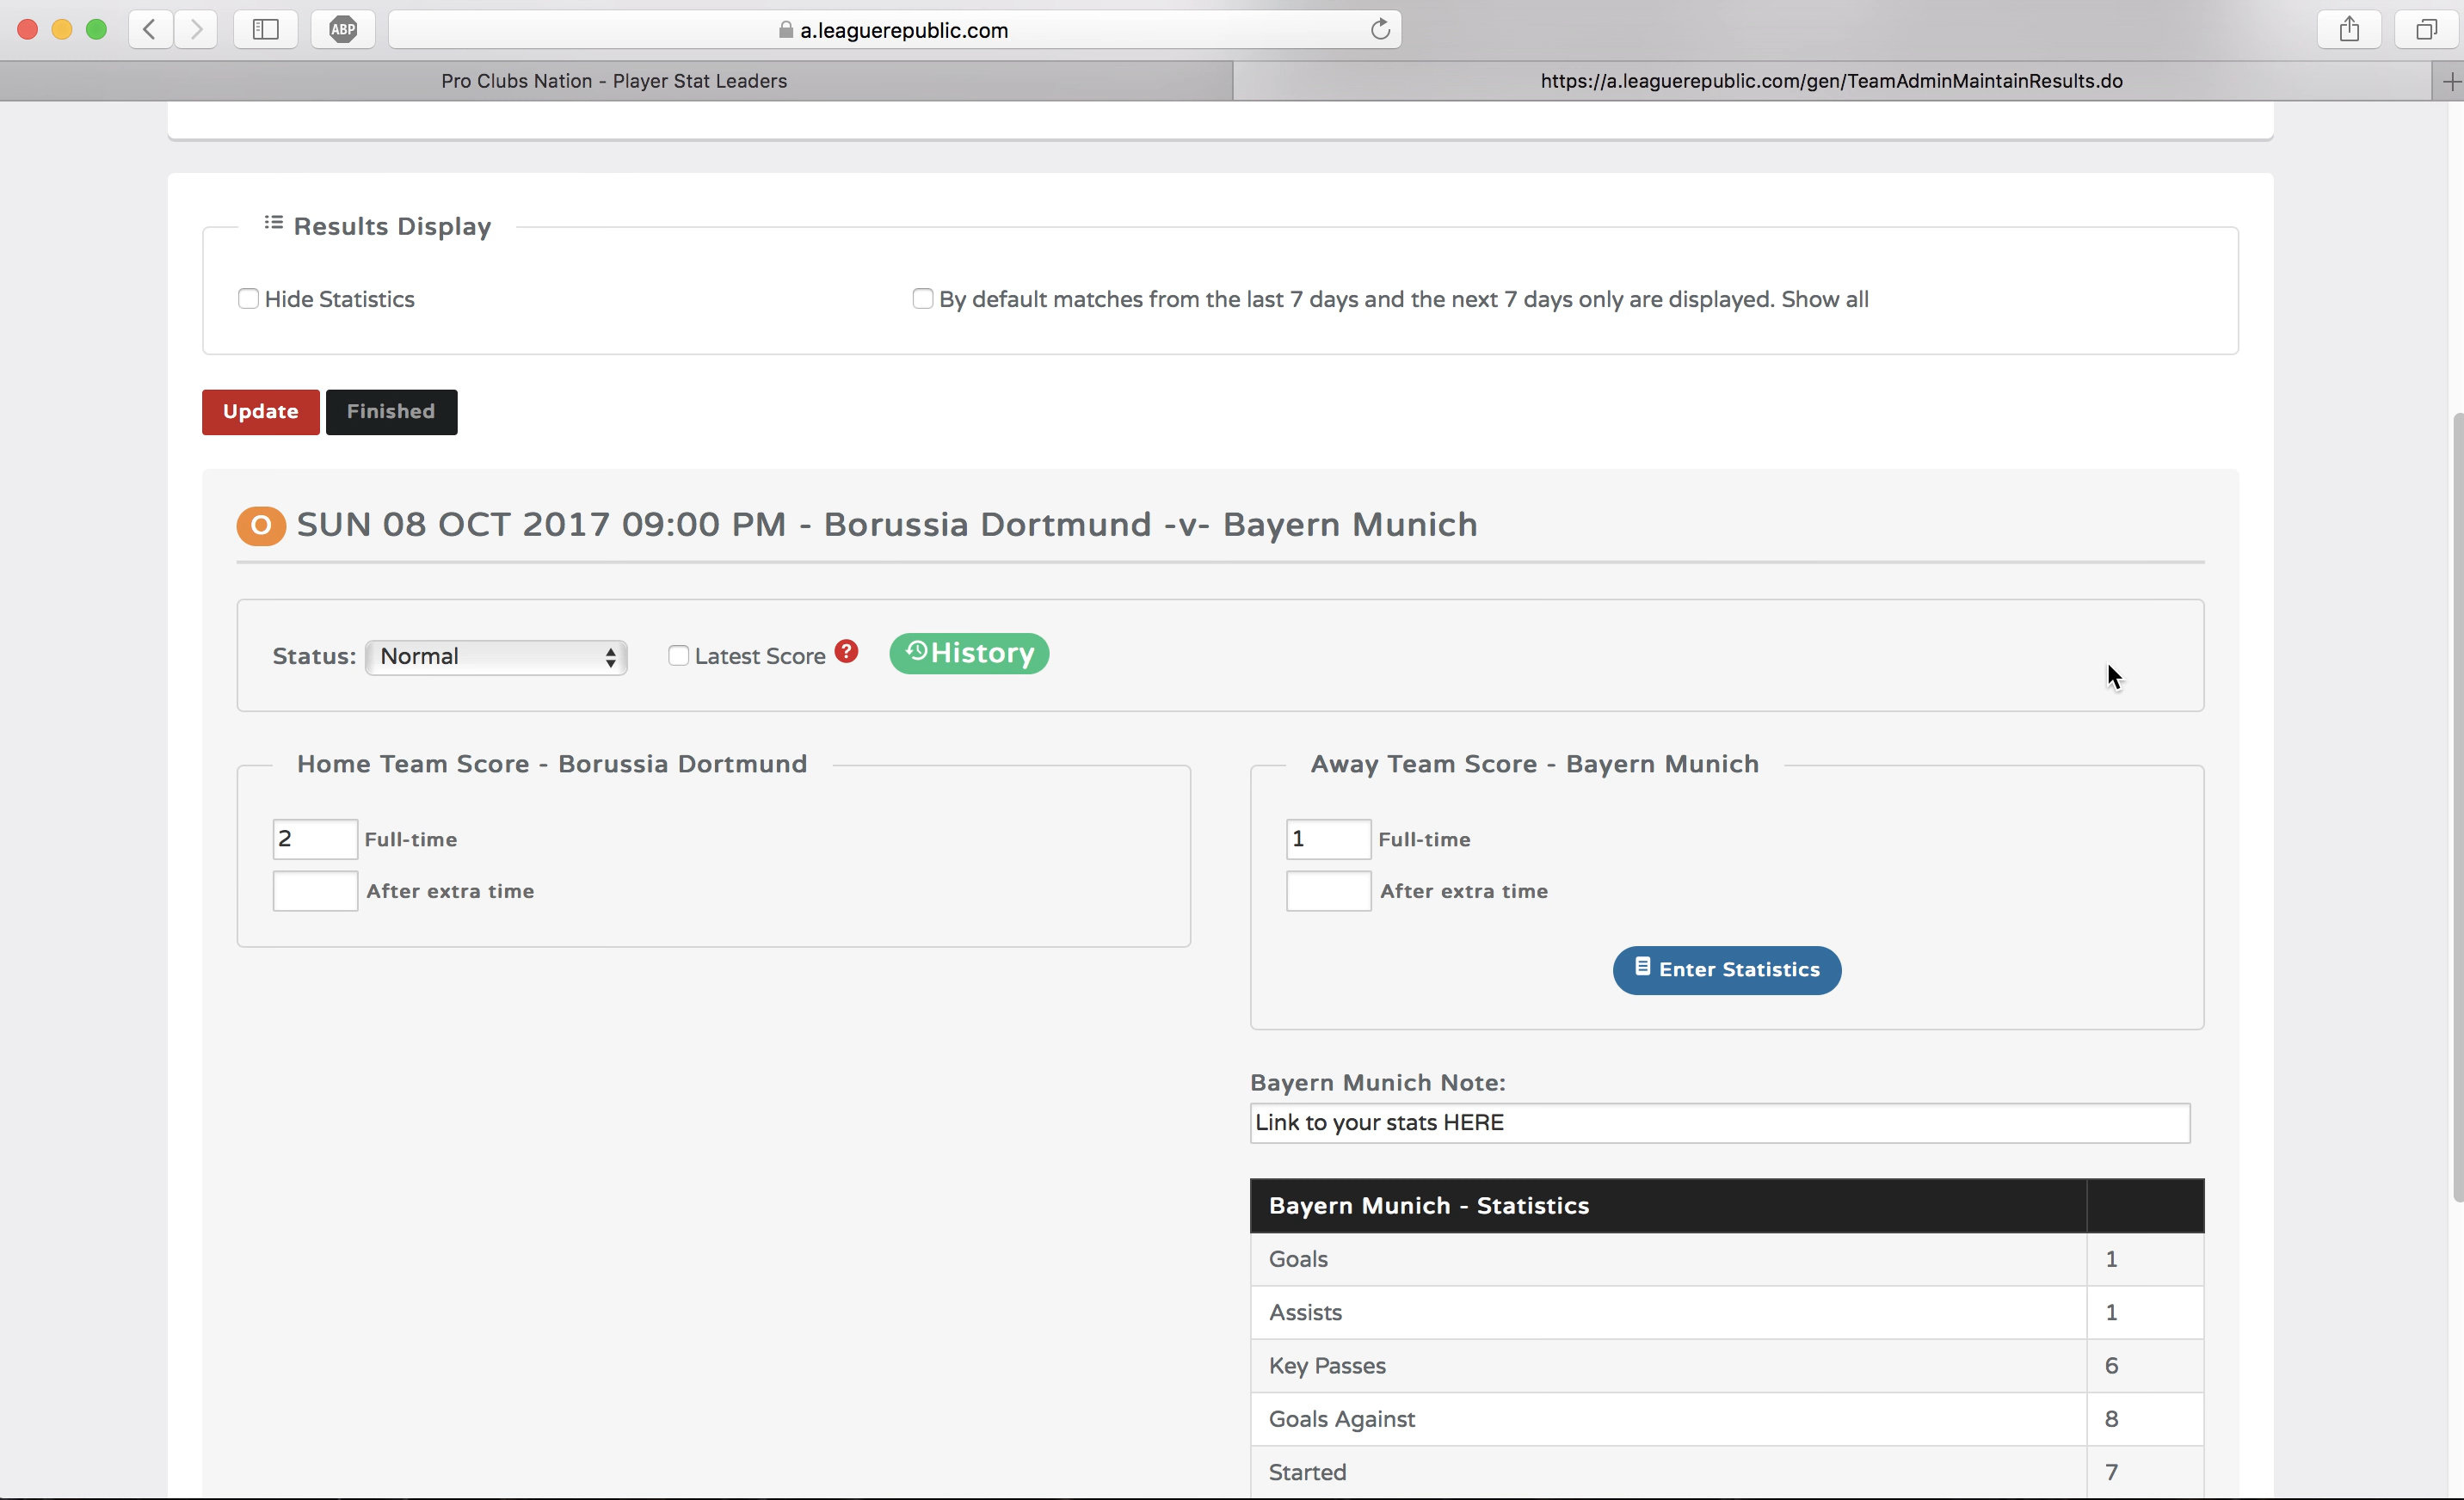 ABP
a.leaguerepublic.com
Pro Clubs Nation - Player Stat Leaders
https://a.leaguerepublic.com/gen/TeamAdminMaintainResults.do
Results Display
Hide Statistics
By default matches from the last 7 days and the next 7 days only are displayed. Show all
Update
Finished
O SUN 08 OCT 2017 09:00 PM - Borussia Dortmund -v- Bayern Munich
Status: Normal
Latest Score ?
History
Home Team Score - Borussia Dortmund
2 Full-time
After extra time
Away Team Score - Bayern Munich
1 Full-time
After extra time
Enter Statistics
Bayern Munich Note:
Link to your stats HERE
Bayern Munich - Statistics
Goals 1
Assists 1
Key Passes 6
Goals Against 8
Started 7